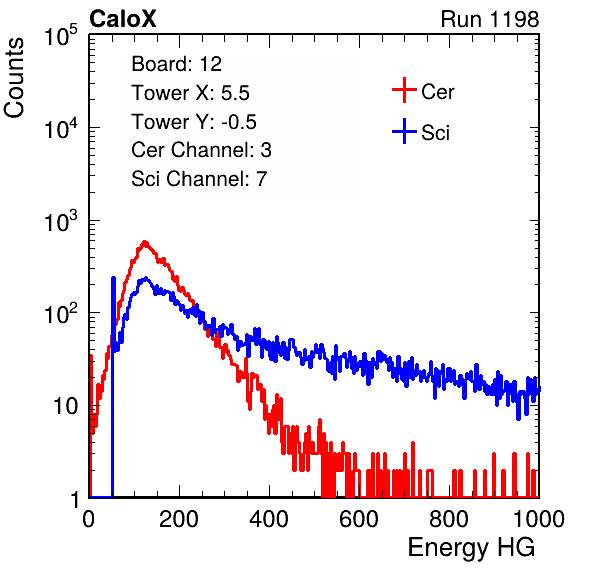 CaloX Run 1198
Counts
Board: 12
Tower X: 5.5
Tower Y: -0.5
Cer Channel: 3
Sci Channel: 7
Cer
Sci
10^5
10^4
10^3
10^2
10
1
0 200 400 600 800 1000
Energy HG